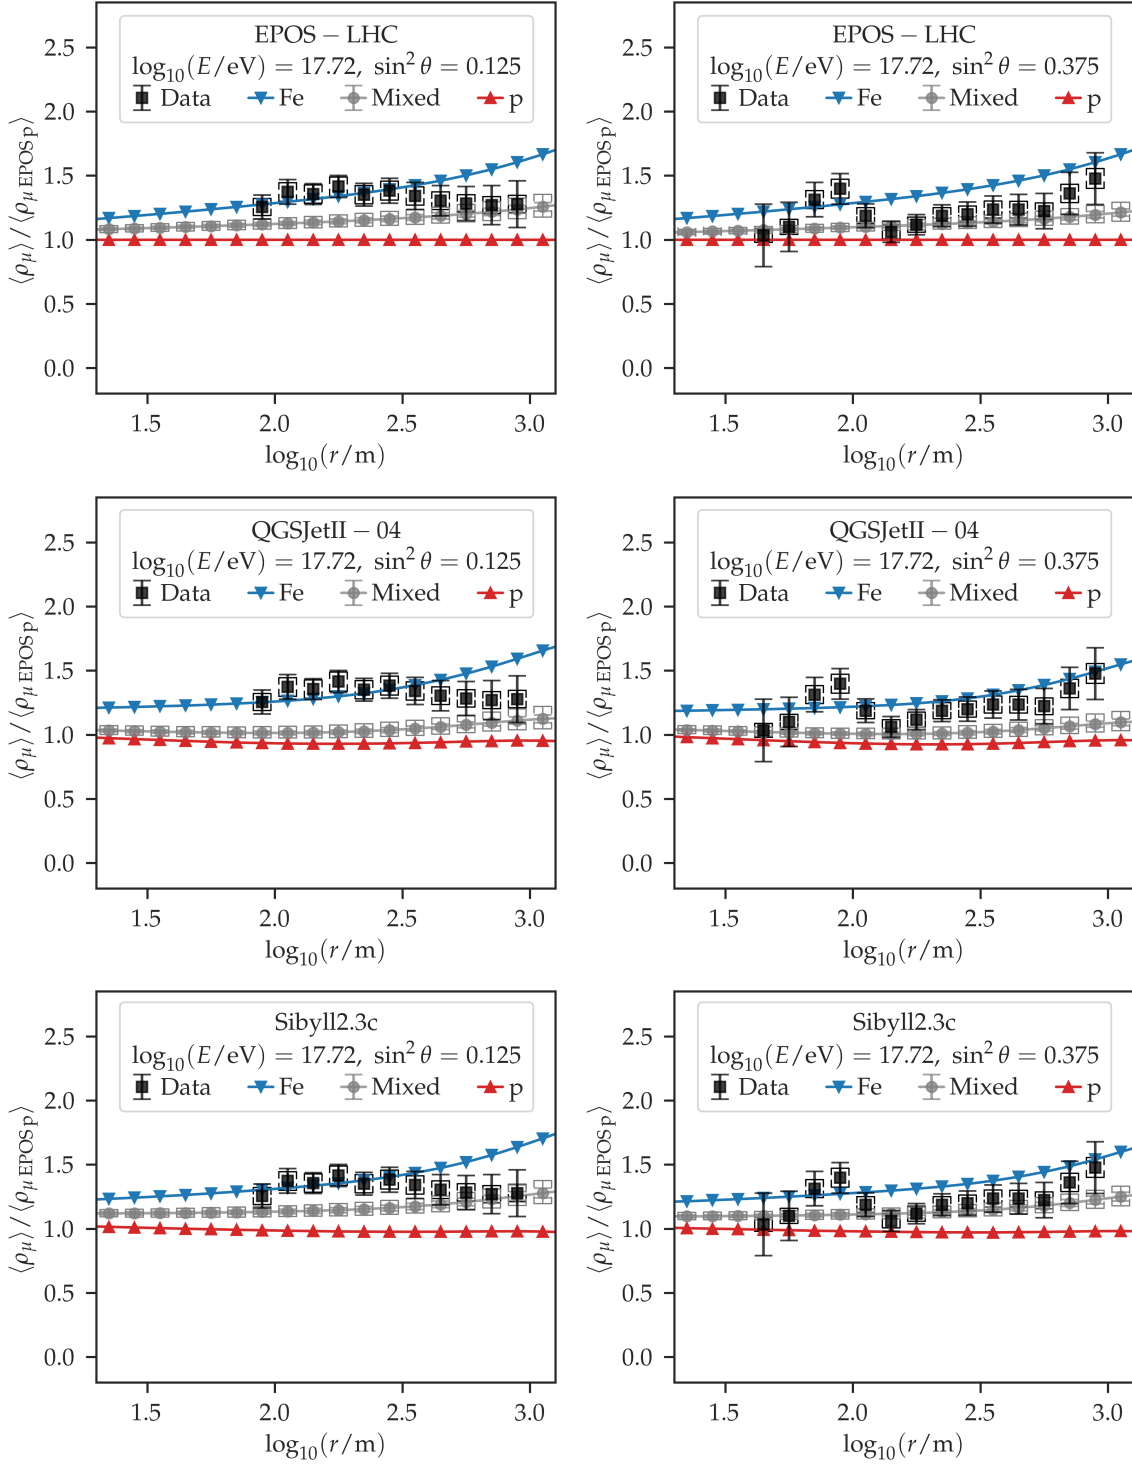 EPOS – LHC
log₁₀(E/eV) = 17.72, sin² θ = 0.125
Data Fe Mixed p
2.5
2.0
1.5
1.0
0.5
0.0
⟨ρμ⟩ / ⟨ρμ EPOS p⟩
1.5 2.0 2.5 3.0
log₁₀(r/m)
EPOS – LHC
log₁₀(E/eV) = 17.72, sin² θ = 0.375
Data Fe Mixed p
2.5
2.0
1.5
1.0
0.5
0.0
⟨ρμ⟩ / ⟨ρμ EPOS p⟩
1.5 2.0 2.5 3.0
log₁₀(r/m)
QGSJetII – 04
log₁₀(E/eV) = 17.72, sin² θ = 0.125
Data Fe Mixed p
2.5
2.0
1.5
1.0
0.5
0.0
⟨ρμ⟩ / ⟨ρμ EPOS p⟩
1.5 2.0 2.5 3.0
log₁₀(r/m)
QGSJetII – 04
log₁₀(E/eV) = 17.72, sin² θ = 0.375
Data Fe Mixed p
2.5
2.0
1.5
1.0
0.5
0.0
⟨ρμ⟩ / ⟨ρμ EPOS p⟩
1.5 2.0 2.5 3.0
log₁₀(r/m)
Sibyll2.3c
log₁₀(E/eV) = 17.72, sin² θ = 0.125
Data Fe Mixed p
2.5
2.0
1.5
1.0
0.5
0.0
⟨ρμ⟩ / ⟨ρμ EPOS p⟩
1.5 2.0 2.5 3.0
log₁₀(r/m)
Sibyll2.3c
log₁₀(E/eV) = 17.72, sin² θ = 0.375
Data Fe Mixed p
2.5
2.0
1.5
1.0
0.5
0.0
⟨ρμ⟩ / ⟨ρμ EPOS p⟩
1.5 2.0 2.5 3.0
log₁₀(r/m)